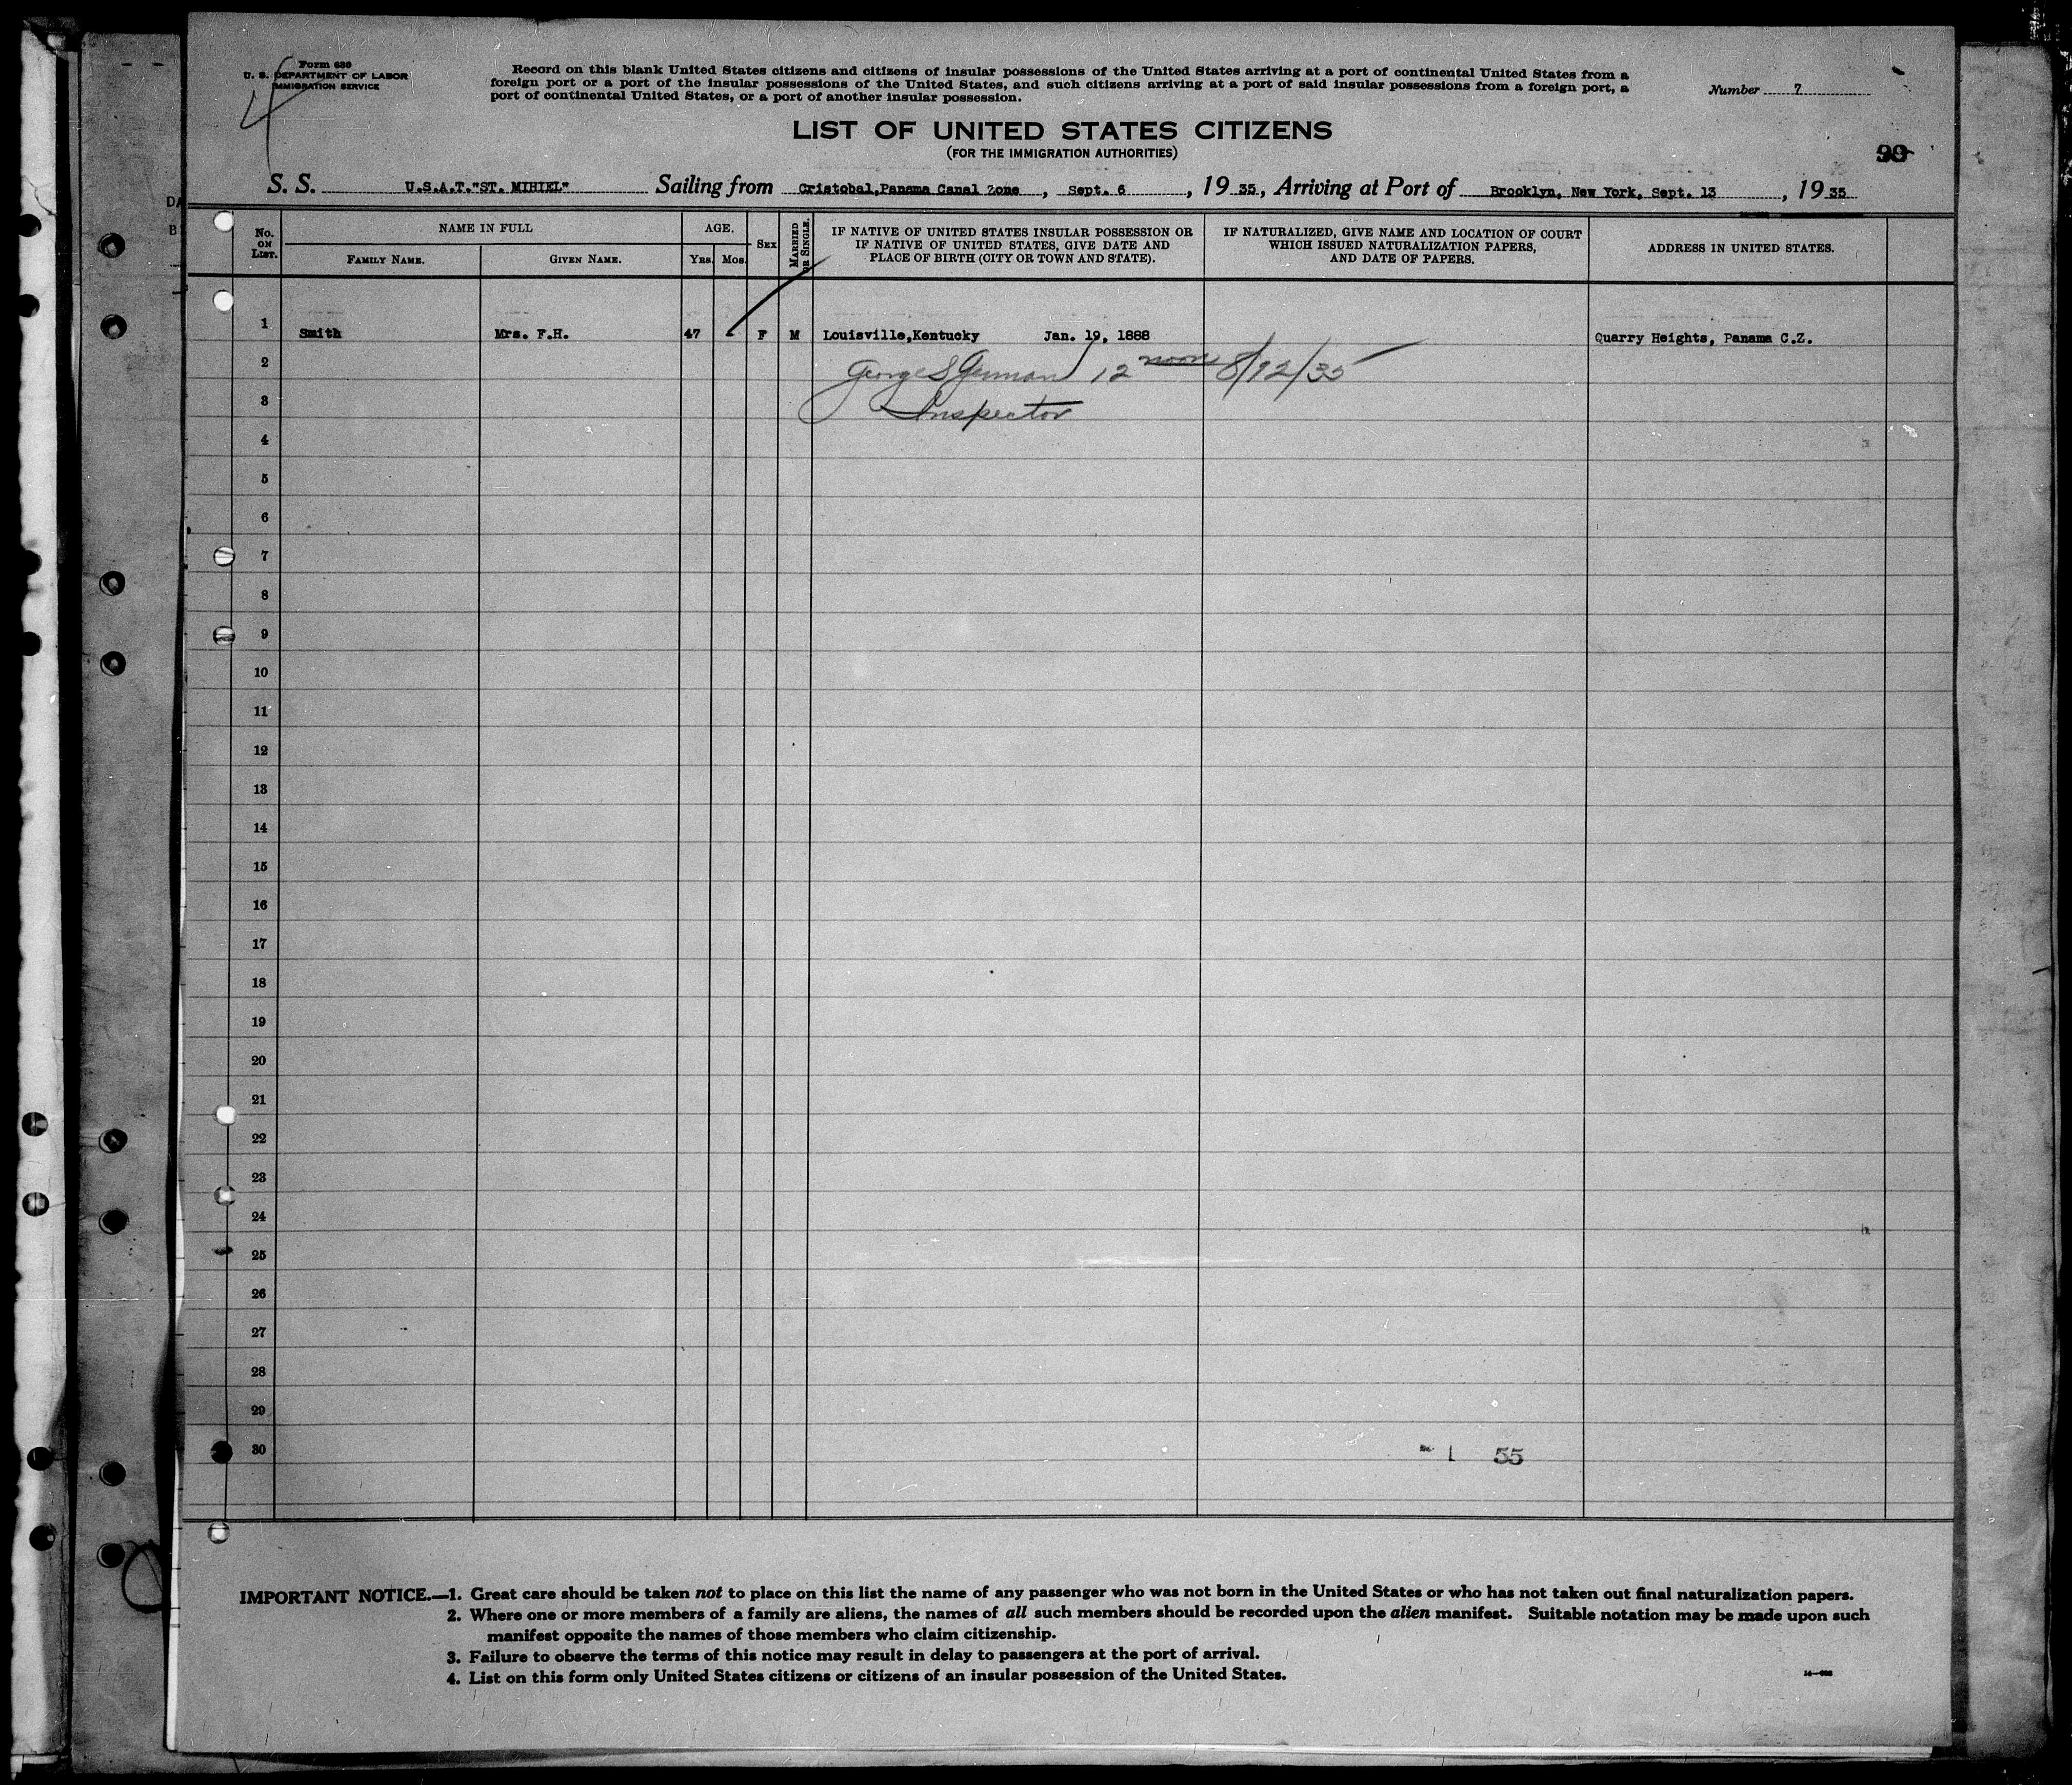 Form 630
U. S. DEPARTMENT OF LABOR
IMMIGRATION SERVICE
Record on this blank United States citizens and citizens of insular possessions of the United States arriving at a port of continental United States from a
foreign port or a port of the insular possessions of the United States, and such citizens arriving at a port of said insular possessions from a foreign port, a
port of continental United States, or a port of another insular possession.
Number 7
LIST OF UNITED STATES CITIZENS
(FOR THE IMMIGRATION AUTHORITIES)
S. S. U.S.A.T."ST. MIHIEL" Sailing from Cristobal,Panama Canal Zone, Sept. 6, 19 35, Arriving at Port of Brooklyn, New York, Sept. 13, 19 35
No. ON LIST.
NAME IN FULL
FAMILY NAME.
GIVEN NAME.
AGE.
YRS.
MOS.
SEX
MARRIED OR SINGLE.
IF NATIVE OF UNITED STATES INSULAR POSSESSION OR
IF NATIVE OF UNITED STATES, GIVE DATE AND
PLACE OF BIRTH (CITY OR TOWN AND STATE).
IF NATURALIZED, GIVE NAME AND LOCATION OF COURT
WHICH ISSUED NATURALIZATION PAPERS,
AND DATE OF PAPERS.
ADDRESS IN UNITED STATES.
1 Smith Mrs. F.H. 47 - F M Louisville,Kentucky Jan. 19, 1888 Quarry Heights, Panama C.Z.
2 George S 12 noon
3 Inspector
4
5
6
7
8
9
10
11
12
13
14
15
16
17
18
19
20
21
22
23
24
25
26
27
28
29
30 1 55
IMPORTANT NOTICE.—1. Great care should be taken not to place on this list the name of any passenger who was not born in the United States or who has not taken out final naturalization papers.
2. Where one or more members of a family are aliens, the names of all such members should be recorded upon the alien manifest. Suitable notation may be made upon such
manifest opposite the names of those members who claim citizenship.
3. Failure to observe the terms of this notice may result in delay to passengers at the port of arrival.
4. List on this form only United States citizens or citizens of an insular possession of the United States.